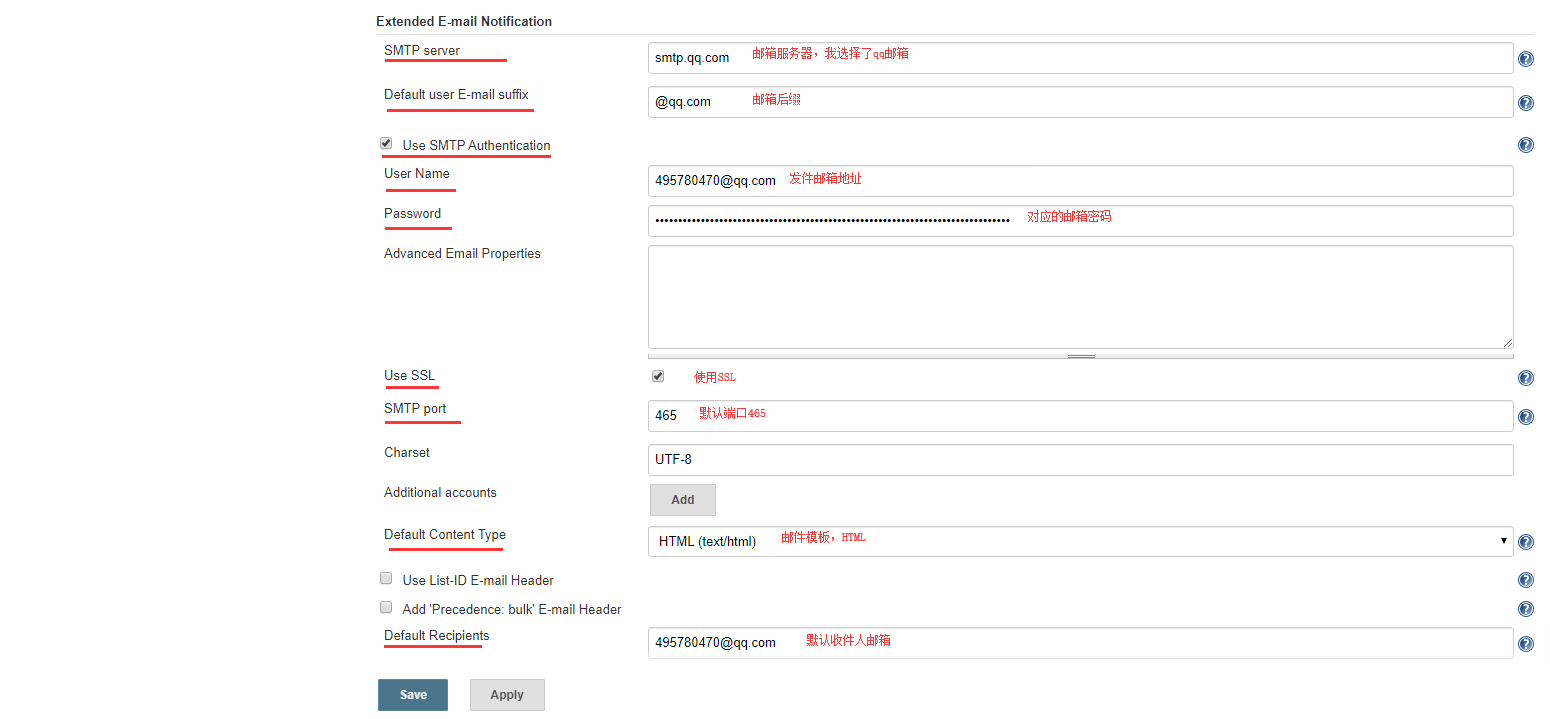 Extended E-mail Notification
SMTP server
smtp.qq.com 邮箱服务器，我选择了qq邮箱
Default user E-mail suffix
@qq.com 邮箱后缀
Use SMTP Authentication
User Name
495780470@qq.com 发件邮箱地址
Password
对应的邮箱密码
Advanced Email Properties
Use SSL
使用SSL
SMTP port
465 默认端口465
Charset
UTF-8
Additional accounts
Add
Default Content Type
HTML (text/html) 邮件模板，HTML
Use List-ID E-mail Header
Add 'Precedence: bulk' E-mail Header
Default Recipients
495780470@qq.com 默认收件人邮箱
Save Apply